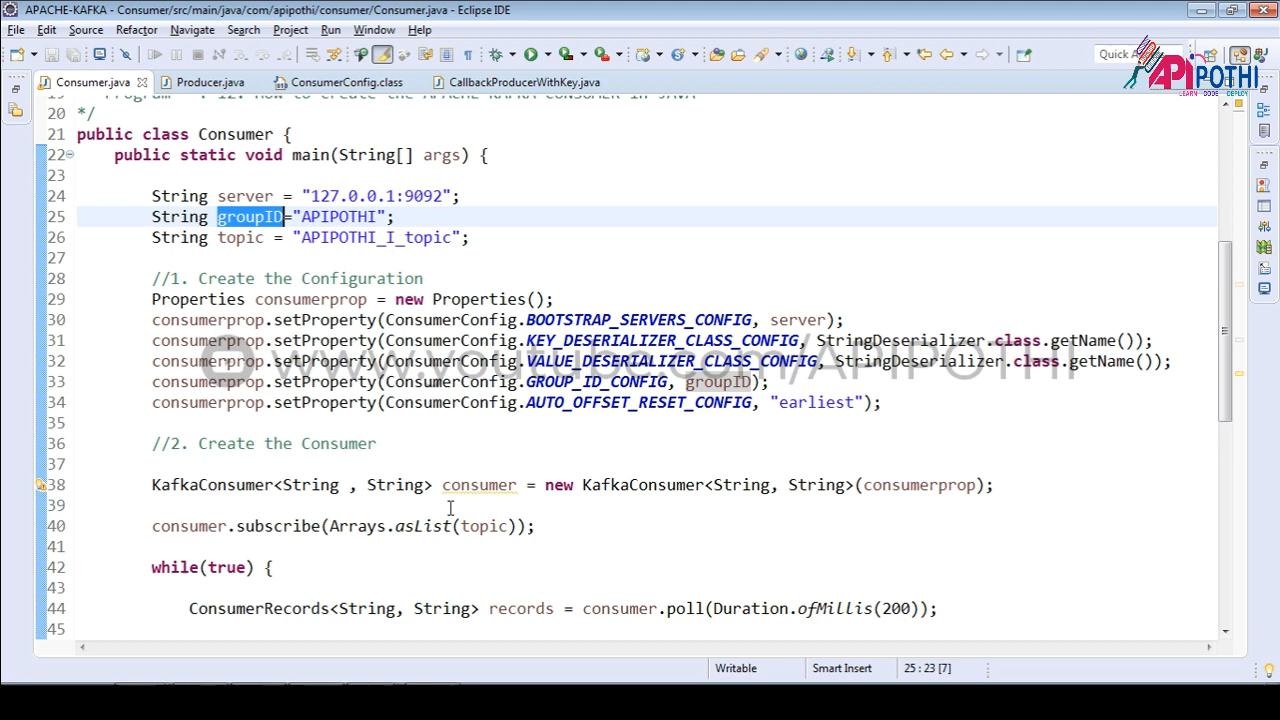 APACHE-KAFKA - Consumer/src/main/java/com/apipothi/consumer/Consumer.java - Eclipse IDE
File Edit Source Refactor Navigate Search Project Run Window Help
Quick A
APIPOTHI
LEARN CODE DEPLOY
Consumer.java Producer.java ConsumerConfig.class CallbackProducerWithKey.java
20 */
21 public class Consumer {
22 public static void main(String[] args) {
23
24 String server = "127.0.0.1:9092";
25 String groupID="APIPOTHI";
26 String topic = "APIPOTHI_I_topic";
27
28 //1. Create the Configuration
29 Properties consumerprop = new Properties();
30 consumerprop.setProperty(ConsumerConfig.BOOTSTRAP_SERVERS_CONFIG, server);
31 consumerprop.setProperty(ConsumerConfig.KEY_DESERIALIZER_CLASS_CONFIG, StringDeserializer.class.getName());
www.youtube.com/APIPOTHI
32 consumerprop.setProperty(ConsumerConfig.VALUE_DESERIALIZER_CLASS_CONFIG, StringDeserializer.class.getName());
33 consumerprop.setProperty(ConsumerConfig.GROUP_ID_CONFIG, groupID);
34 consumerprop.setProperty(ConsumerConfig.AUTO_OFFSET_RESET_CONFIG, "earliest");
35
36 //2. Create the Consumer
37
38 KafkaConsumer<String , String> consumer = new KafkaConsumer<String, String>(consumerprop);
39
40 consumer.subscribe(Arrays.asList(topic));
41
42 while(true) {
43
44 ConsumerRecords<String, String> records = consumer.poll(Duration.ofMillis(200));
45
Writable Smart Insert 25 : 23 [7]